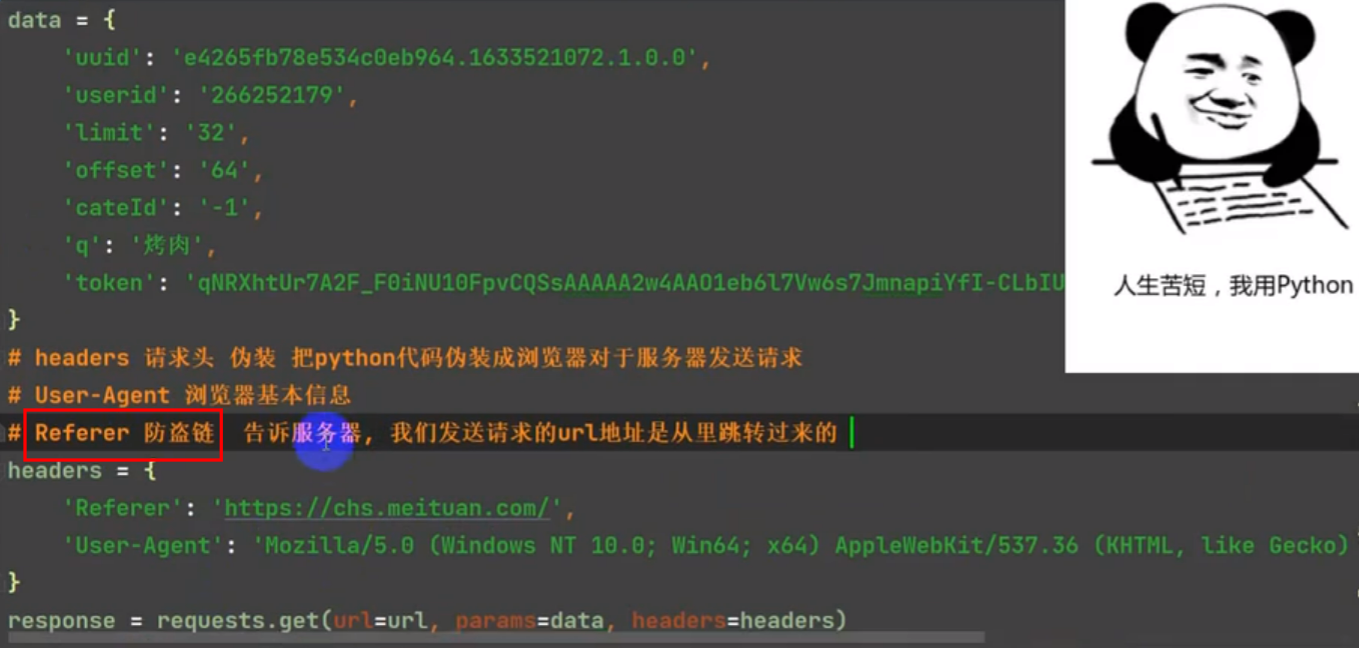 data = {
    'uuid': 'e4265fb78e534c0eb964.1633521072.1.0.0',
    'userid': '266252179',
    'limit': '32',
    'offset': '64',
    'cateId': '-1',
    'q': '烤肉',
    'token': 'qNRXhtUr7A2F_F0iNU10FpvCQSsAAAAA2w4AAO1eb6l7Vw6s7JmnapiYfI-CLbIU
}
# headers 请求头 伪装 把python代码伪装成浏览器对于服务器发送请求
# User-Agent 浏览器基本信息
# Referer 防盗链 告诉服务器, 我们发送请求的url地址是从里跳转过来的
headers = {
    'Referer': 'https://chs.meituan.com/',
    'User-Agent': 'Mozilla/5.0 (Windows NT 10.0; Win64; x64) AppleWebKit/537.36 (KHTML, like Gecko)
}
response = requests.get(url=url, params=data, headers=headers)
人生苦短，我用Python